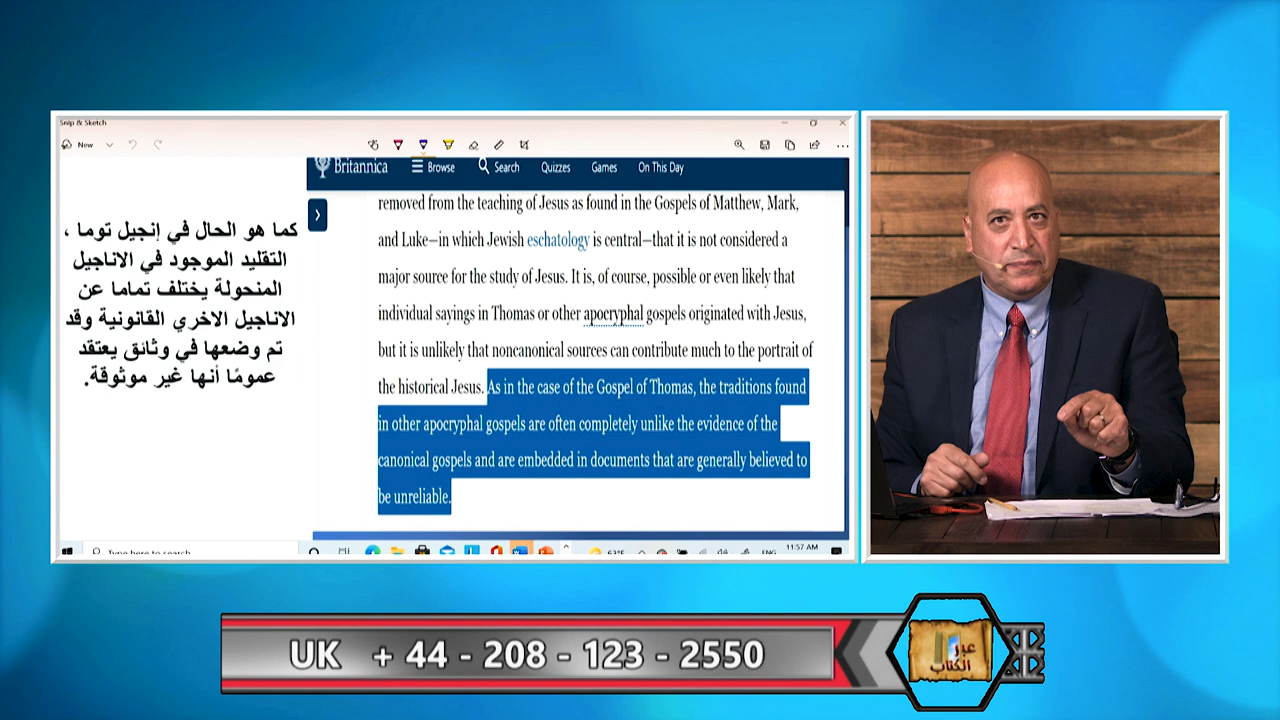 Snip & Sketch
New
Britannica
Browse
Search
Quizzes
Games
On This Day
removed from the teaching of Jesus as found in the Gospels of Matthew, Mark,
and Luke—in which Jewish eschatology is central—that it is not considered a
major source for the study of Jesus. It is, of course, possible or even likely that
individual sayings in Thomas or other apocryphal gospels originated with Jesus,
but it is unlikely that noncanonical sources can contribute much to the portrait of
the historical Jesus. As in the case of the Gospel of Thomas, the traditions found
in other apocryphal gospels are often completely unlike the evidence of the
canonical gospels and are embedded in documents that are generally believed to
be unreliable.
كما هو الحال في إنجيل توما ،
التقليد الموجود في الاناجيل
المنحولة يختلف تماما عن
الاناجيل الاخري القانونية وقد
تم وضعها في وثائق يعتقد
عمومًا أنها غير موثوقة.
Type here to search
63°F
ENG
11:57 AM
UK + 44 - 208 - 123 - 2550
عبر
الكتاب